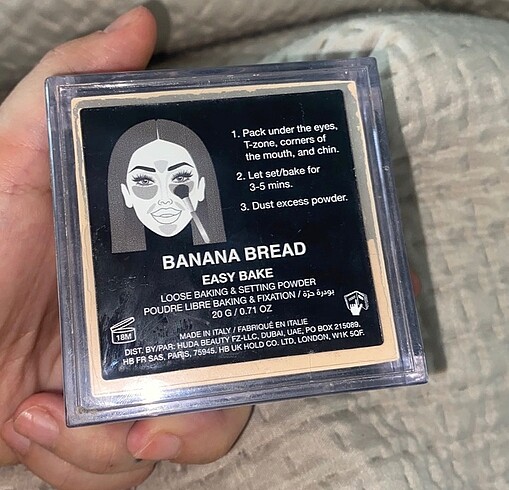 1. Pack under the eyes,
T-zone, corners of
the mouth, and chin.
2. Let set/bake for
3-5 mins.
3. Dust excess powder.
BANANA BREAD
EASY BAKE
LOOSE BAKING & SETTING POWDER
POUDRE LIBRE BAKING & FIXATION / بودرة حرّة
20 G / 0.71 OZ
18M
MADE IN ITALY / FABRIQUÉ EN ITALIE
DIST. BY/PAR: HUDA BEAUTY FZ-LLC, DUBAI, UAE, PO BOX 215089.
HB FR SAS, PARIS, 75945. HB UK HOLD CO. LTD, LONDON, W1K 5QF.